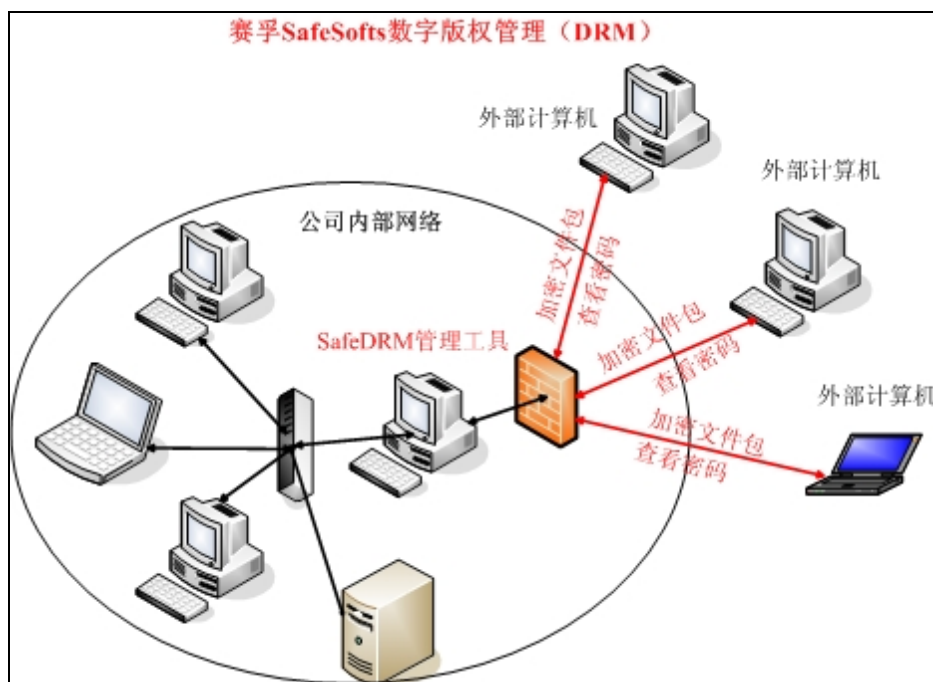 赛孚SafeSofts数字版权管理（DRM）
外部计算机
外部计算机
公司内部网络
加密文件包
查看密码
SafeDRM管理工具
加密文件包
查看密码
外部计算机
加密文件包
查看密码